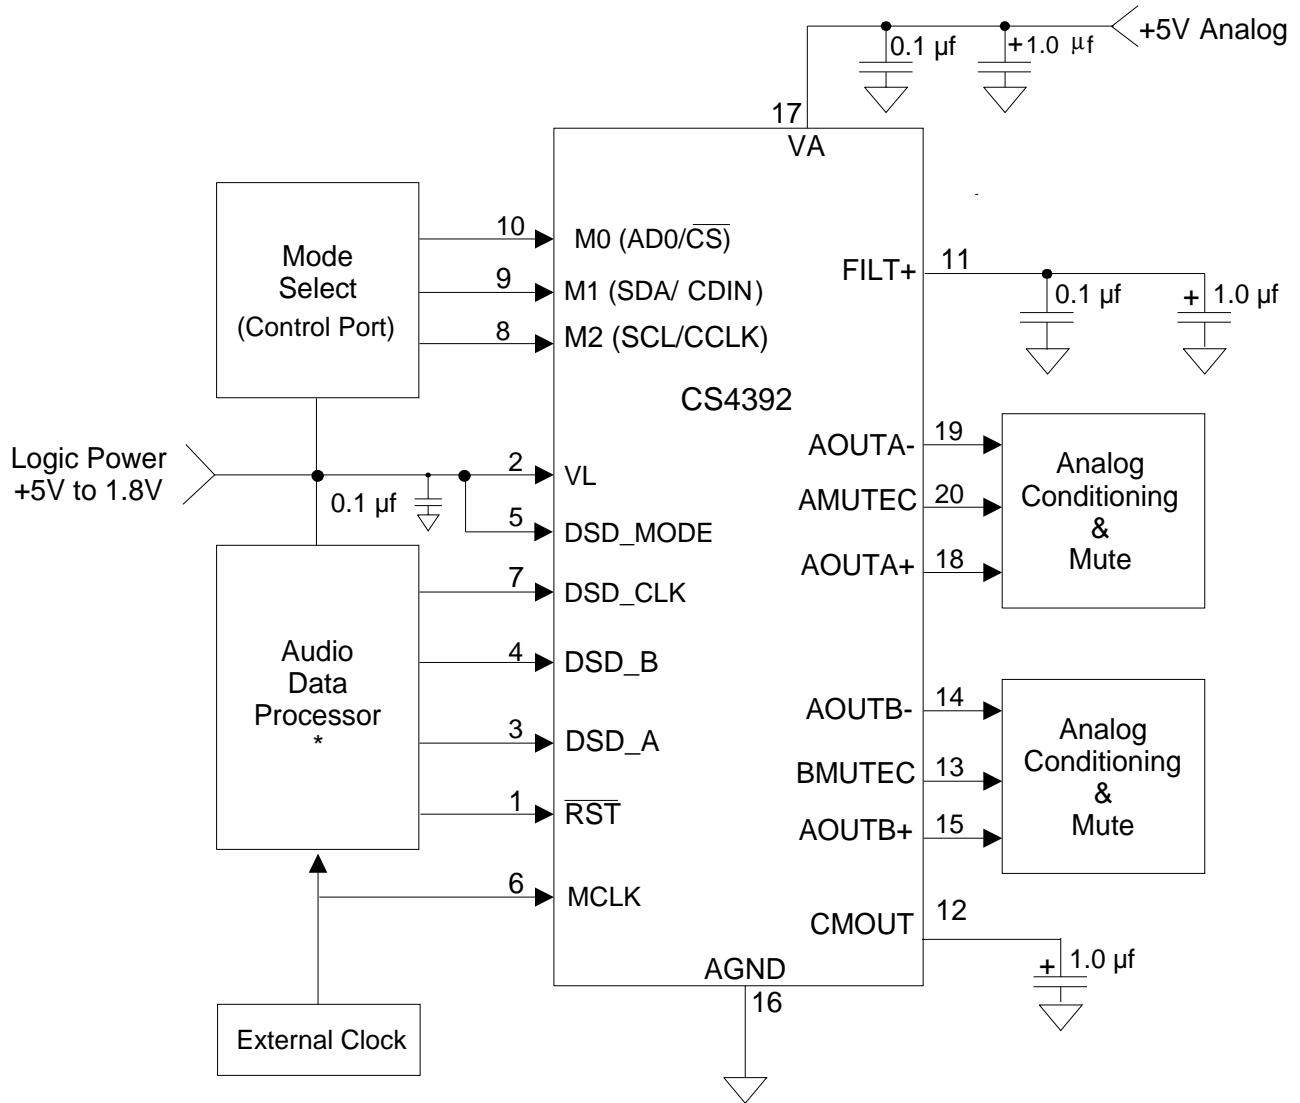 +5V Analog
0.1 µf
+ 1.0 µf
17
VA
Mode
Select
(Control Port)
10
M0 (AD0/C̅S̅)
9
M1 (SDA/ CDIN)
8
M2 (SCL/CCLK)
FILT+
11
0.1 µf
+ 1.0 µf
CS4392
Logic Power
+5V to 1.8V
0.1 µf
2
VL
5
DSD_MODE
7
DSD_CLK
4
DSD_B
3
DSD_A
1
R̅S̅T̅
6
MCLK
Audio
Data
Processor
*
External Clock
AOUTA-
19
AMUTEC
20
AOUTA+
18
Analog
Conditioning
&
Mute
AOUTB-
14
BMUTEC
13
AOUTB+
15
Analog
Conditioning
&
Mute
CMOUT
12
+ 1.0 µf
AGND
16